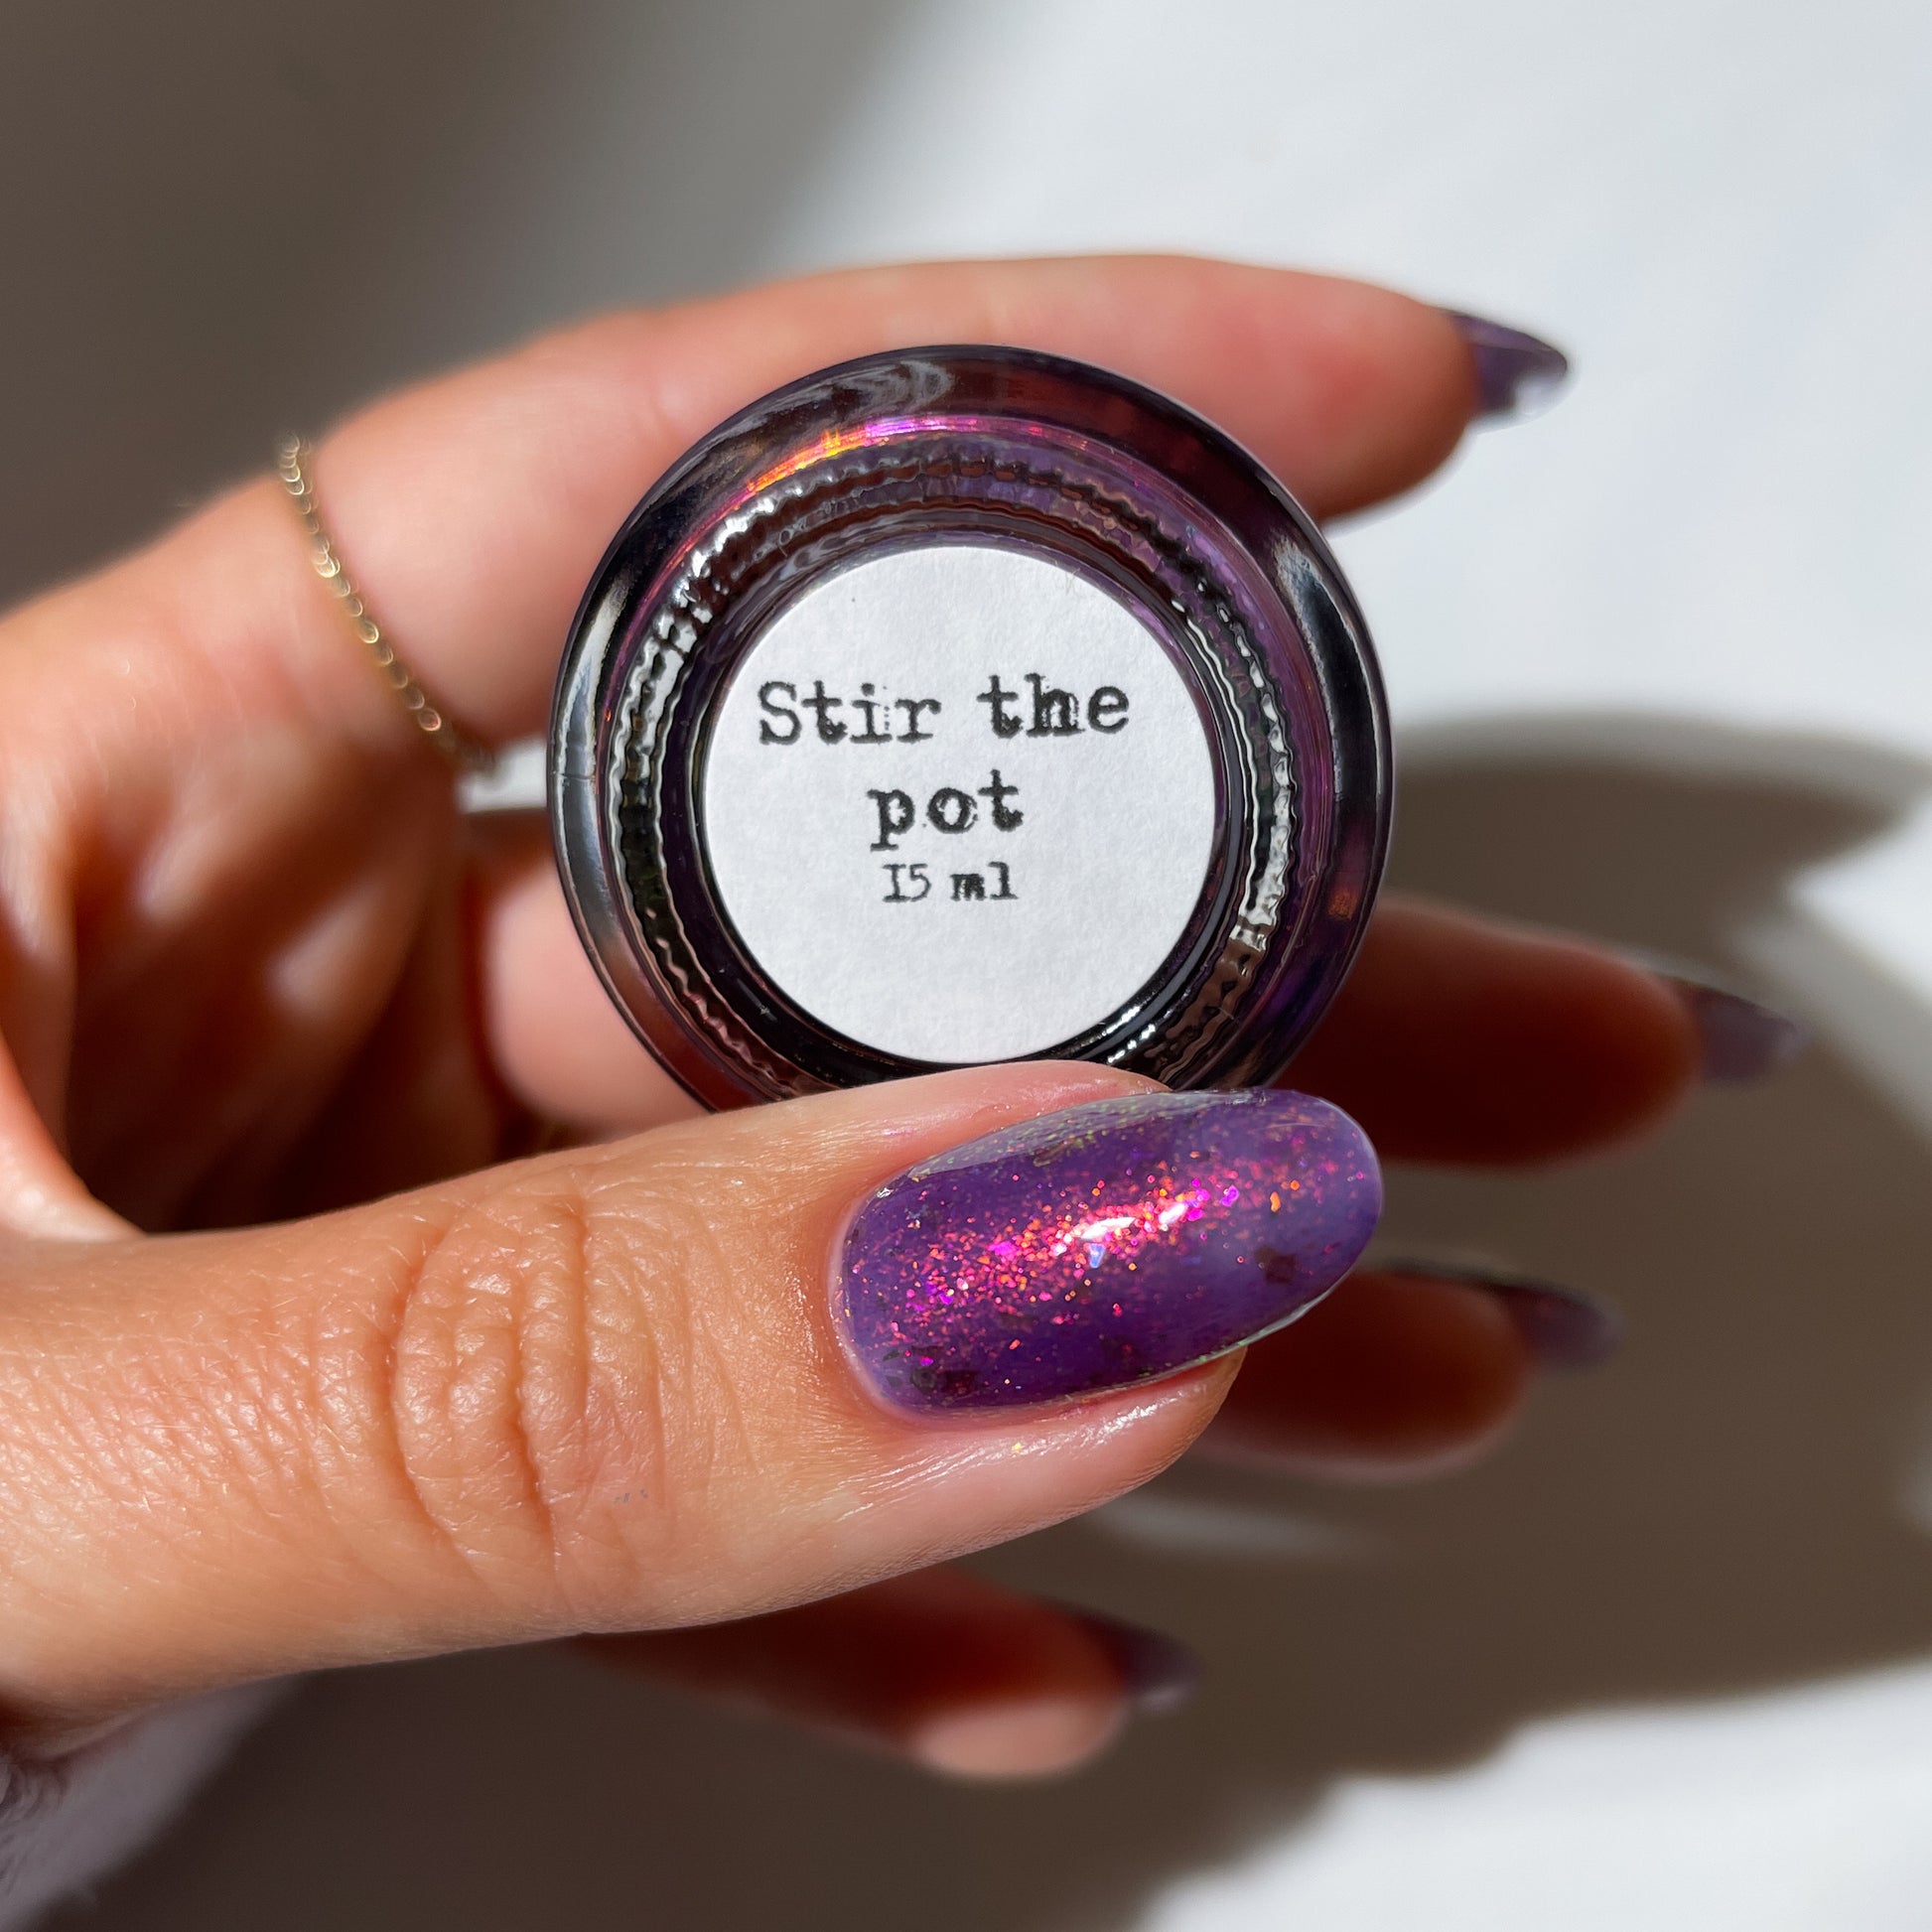 Stir the
pot
15 ml